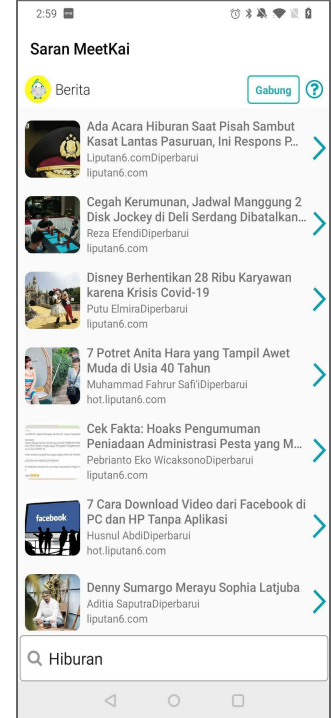 2:59
Saran MeetKai
Berita
Gabung
?
Ada Acara Hiburan Saat Pisah Sambut
Kasat Lantas Pasuruan, Ini Respons P...
Liputan6.comDiperbarui
liputan6.com
Cegah Kerumunan, Jadwal Manggung 2
Disk Jockey di Deli Serdang Dibatalkan...
Reza EfendiDiperbarui
liputan6.com
Disney Berhentikan 28 Ribu Karyawan
karena Krisis Covid-19
Putu ElmiraDiperbarui
liputan6.com
7 Potret Anita Hara yang Tampil Awet
Muda di Usia 40 Tahun
Muhammad Fahrur Safi'iDiperbarui
hot.liputan6.com
Cek Fakta: Hoaks Pengumuman
Peniadaan Administrasi Pesta yang M...
Pebrianto Eko WicaksonoDiperbarui
liputan6.com
facebook
7 Cara Download Video dari Facebook di
PC dan HP Tanpa Aplikasi
Husnul AbdiDiperbarui
hot.liputan6.com
Denny Sumargo Merayu Sophia Latjuba
Aditia SaputraDiperbarui
liputan6.com
Hiburan